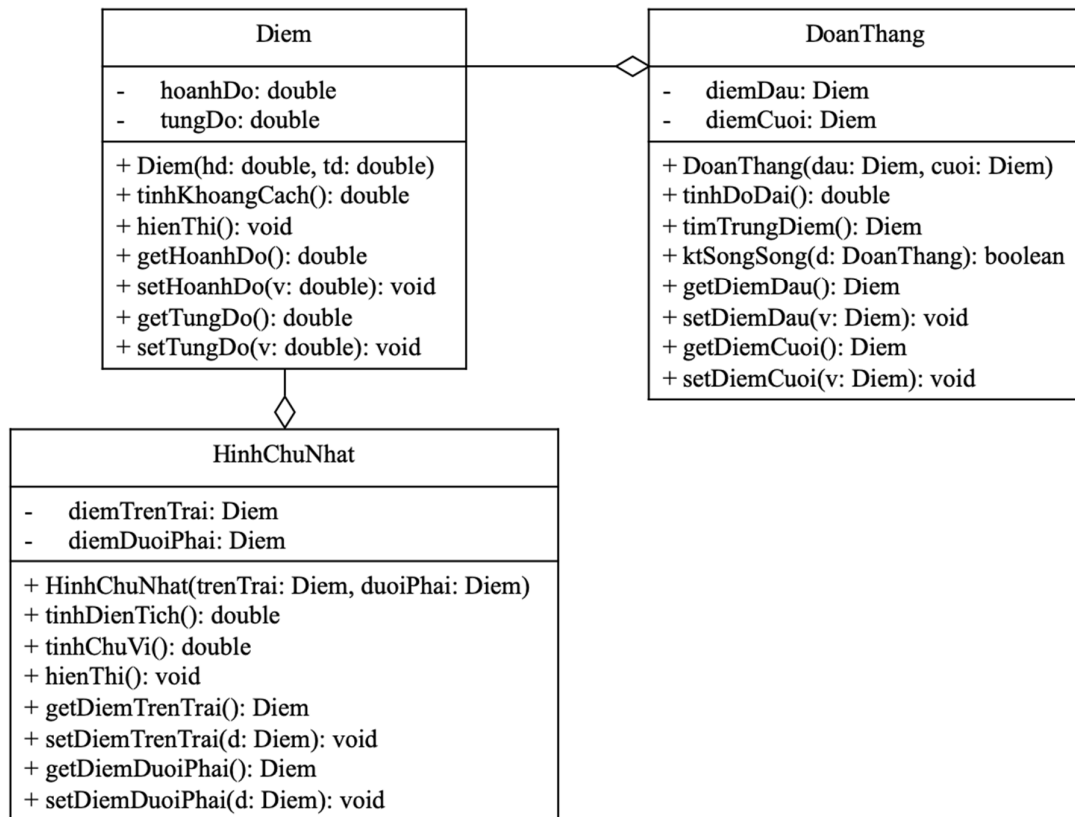 Diem
- hoanhDo: double
- tungDo: double
+ Diem(hd: double, td: double)
+ tinhKhoangCach(): double
+ hienThi(): void
+ getHoanhDo(): double
+ setHoanhDo(v: double): void
+ getTungDo(): double
+ setTungDo(v: double): void
DoanThang
- diemDau: Diem
- diemCuoi: Diem
+ DoanThang(dau: Diem, cuoi: Diem)
+ tinhDoDai(): double
+ timTrungDiem(): Diem
+ ktSongSong(d: DoanThang): boolean
+ getDiemDau(): Diem
+ setDiemDau(v: Diem): void
+ getDiemCuoi(): Diem
+ setDiemCuoi(v: Diem): void
HinhChuNhat
- diemTrenTrai: Diem
- diemDuoiPhai: Diem
+ HinhChuNhat(trenTrai: Diem, duoiPhai: Diem)
+ tinhDienTich(): double
+ tinhChuVi(): double
+ hienThi(): void
+ getDiemTrenTrai(): Diem
+ setDiemTrenTrai(d: Diem): void
+ getDiemDuoiPhai(): Diem
+ setDiemDuoiPhai(d: Diem): void